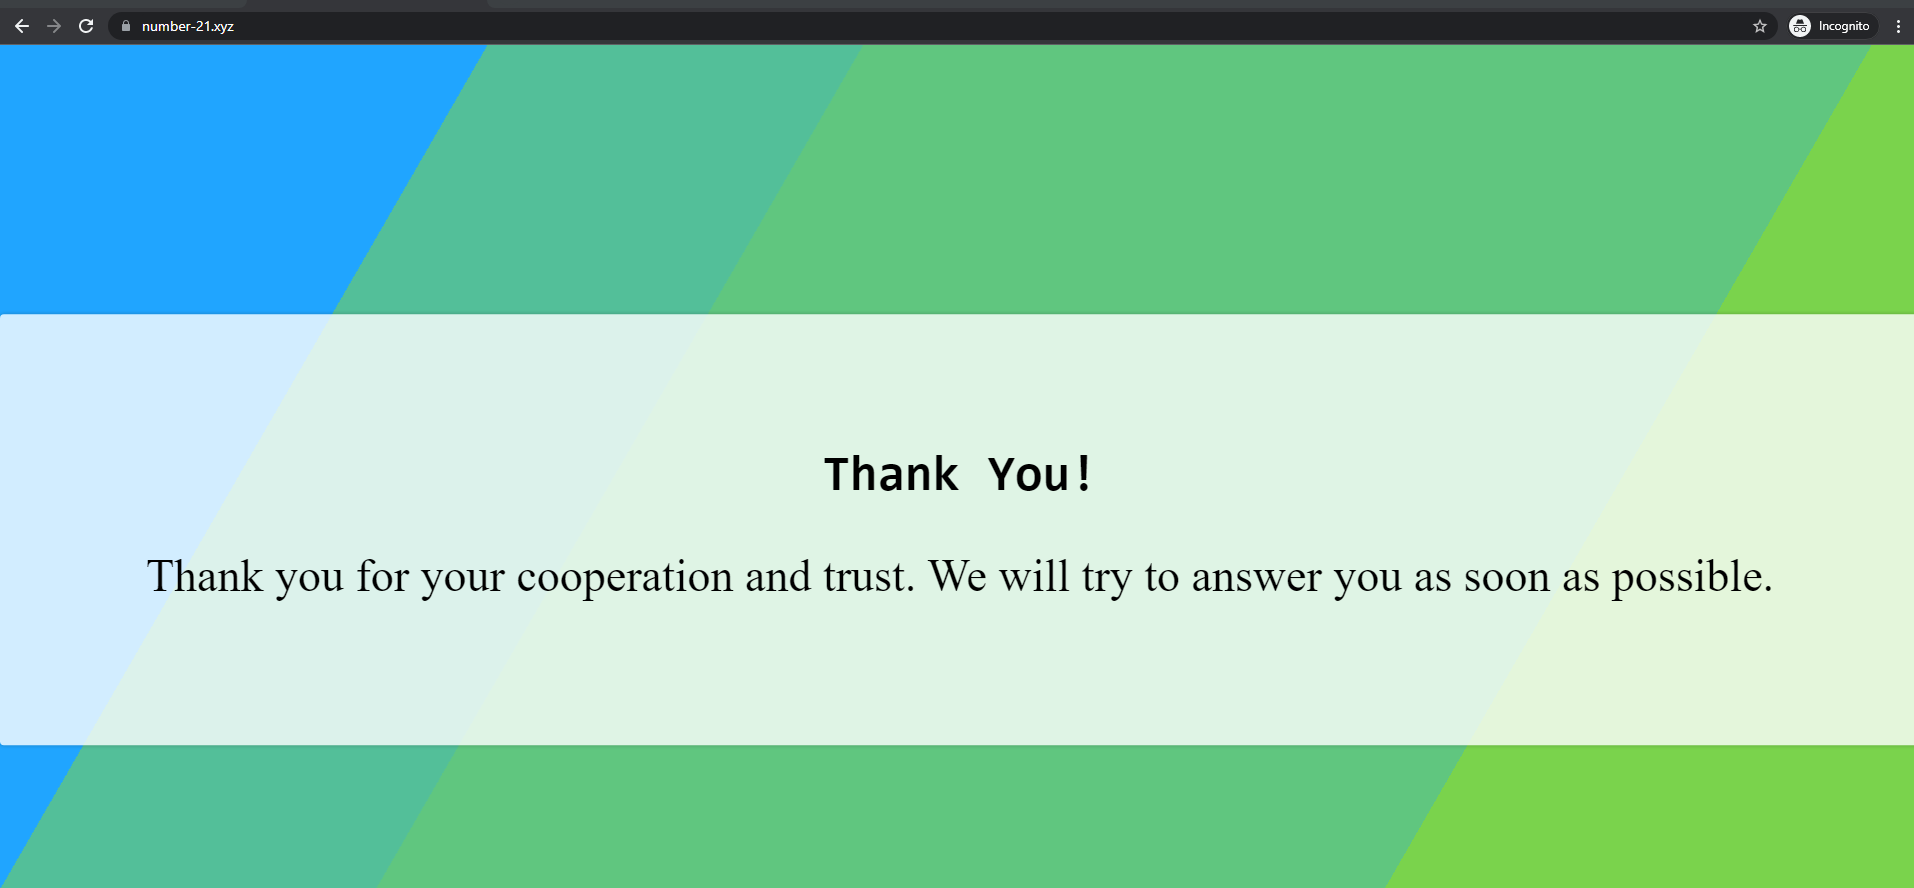 number-21.xyz
Incognito
Thank You!
Thank you for your cooperation and trust. We will try to answer you as soon as possible.